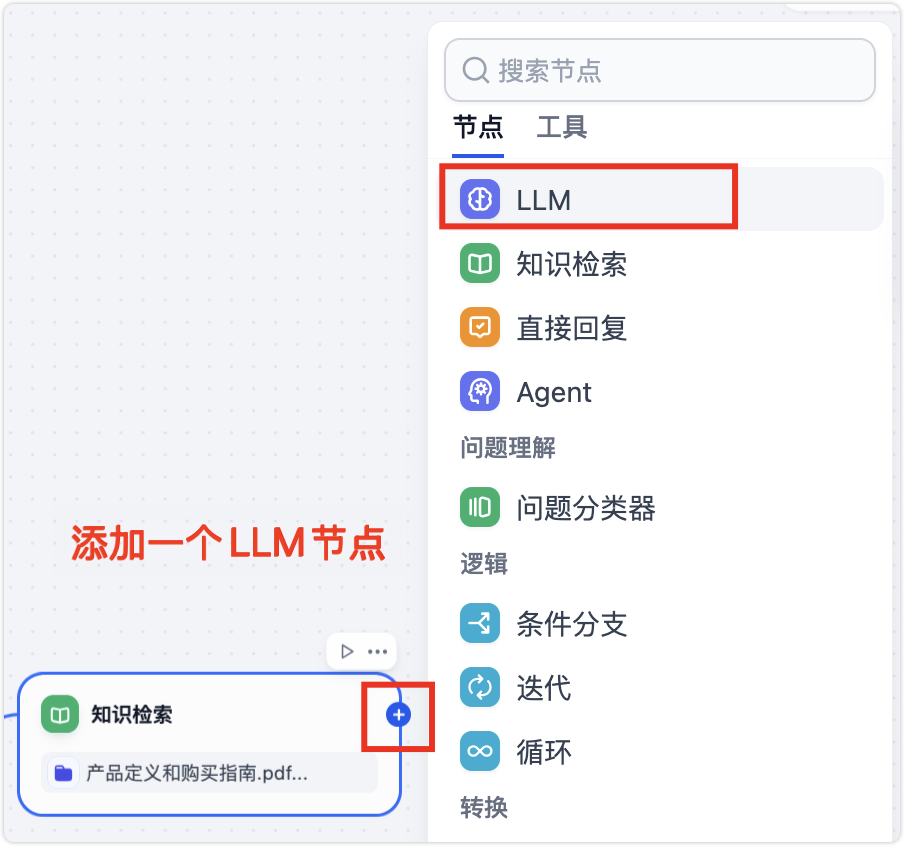 搜索节点
节点 工具
LLM
知识检索
直接回复
Agent
问题理解
问题分类器
逻辑
条件分支
迭代
循环
转换
添加一个LLM节点
知识检索
产品定义和购买指南.pdf...